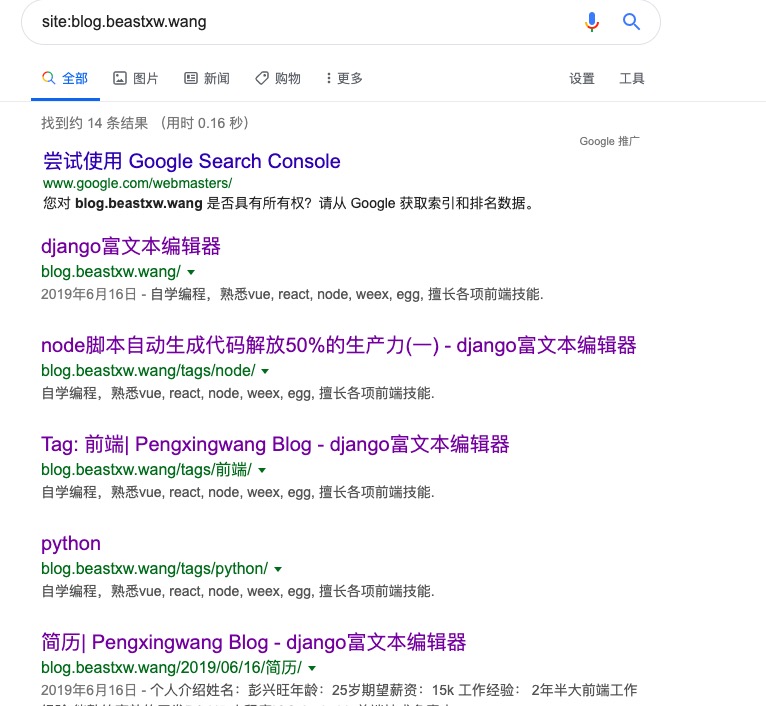 site:blog.beastxw.wang
全部 图片 新闻 购物 更多 设置 工具
找到约 14 条结果 （用时 0.16 秒）
Google 推广
尝试使用 Google Search Console
www.google.com/webmasters/
您对 blog.beastxw.wang 是否具有所有权？请从 Google 获取索引和排名数据。
django富文本编辑器
blog.beastxw.wang/
2019年6月16日 - 自学编程，熟悉vue, react, node, weex, egg, 擅长各项前端技能.
node脚本自动生成代码解放50%的生产力(一) - django富文本编辑器
blog.beastxw.wang/tags/node/
自学编程，熟悉vue, react, node, weex, egg, 擅长各项前端技能.
Tag: 前端| Pengxingwang Blog - django富文本编辑器
blog.beastxw.wang/tags/前端/
自学编程，熟悉vue, react, node, weex, egg, 擅长各项前端技能.
python
blog.beastxw.wang/tags/python/
自学编程，熟悉vue, react, node, weex, egg, 擅长各项前端技能.
简历| Pengxingwang Blog - django富文本编辑器
blog.beastxw.wang/2019/06/16/简历/
2019年6月16日 - 个人介绍姓名：彭兴旺年龄：25岁期望薪资：15k 工作经验： 2年半大前端工作